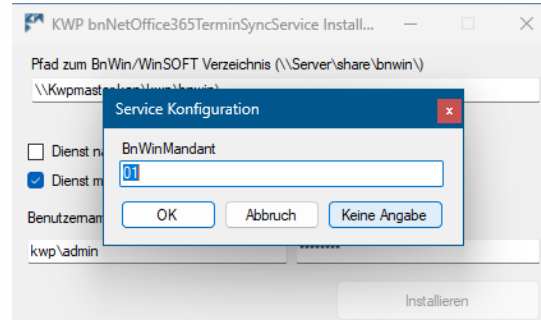 KWP bnNetOffice365TerminSyncService Install...
Pfad zum BnWin/WinSOFT Verzeichnis (\\Server\share\bnwin\)
Service Konfiguration
BnWinMandant
01
Dienst
Dienst
OK Abbruch Keine Angabe
kwp\admin ********
Installieren